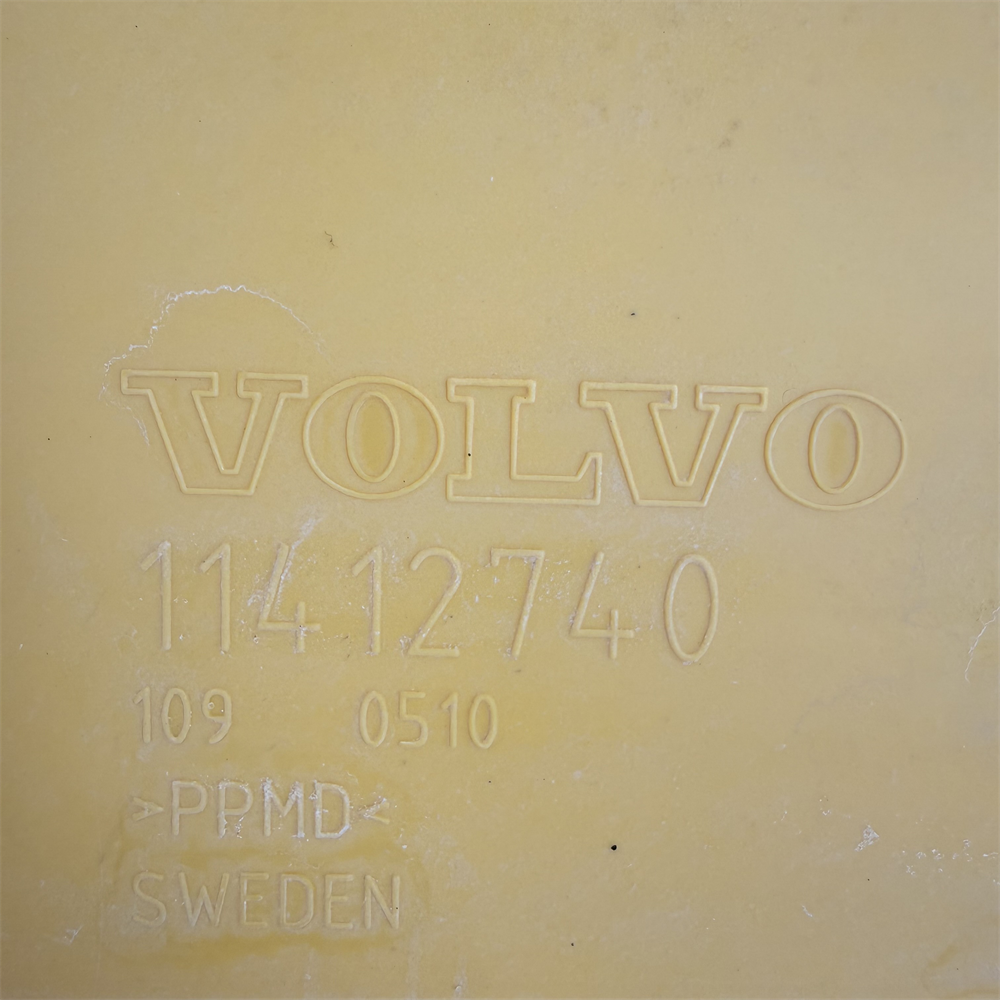 VOLVO
11412740
109 0510
>PPMD<
SWEDEN